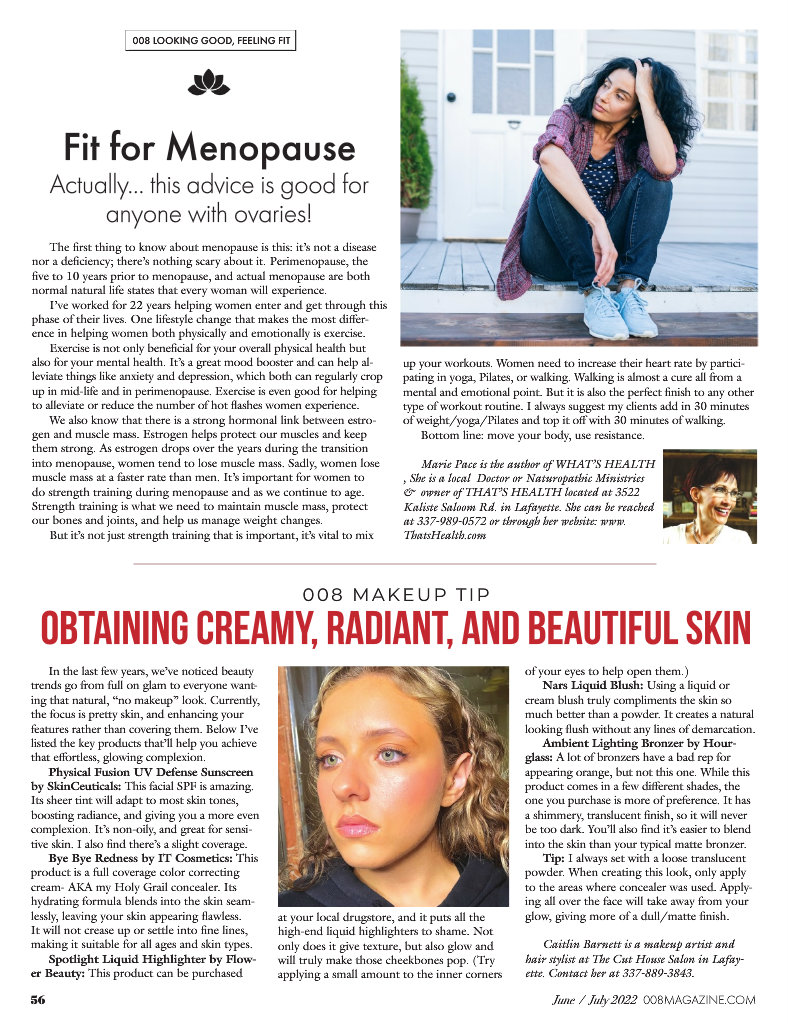 008 LOOKING GOOD, FEELING FIT
Fit for Menopause
Actually... this advice is good for
anyone with ovaries!
The first thing to know about menopause is this: it's not a disease
nor a deficiency; there's nothing scary about it. Perimenopause, the
five to 10 years prior to menopause, and actual menopause are both
normal natural life states that every woman will experience.
I've worked for 22 years helping women enter and get through this
phase of their lives. One lifestyle change that makes the most differ-
ence in helping women both physically and emotionally is exercise.
Exercise is not only beneficial for your overall physical health but
also for your mental health. It's a great mood booster and can help al-
leviate things like anxiety and depression, which both can regularly crop
up in mid-life and in perimenopause. Exercise is even good for helping
to alleviate or reduce the number of hot flashes women experience.
We also know that there is a strong hormonal link between estro-
gen and muscle mass. Estrogen helps protect our muscles and keep
them strong. As estrogen drops over the years during the transition
into menopause, women tend to lose muscle mass. Sadly, women lose
muscle mass at a faster rate than men. It's important for women to
do strength training during menopause and as we continue to age.
Strength training is what we need to maintain muscle mass, protect
our bones and joints, and help us manage weight changes.
But it's not just strength training that is important, it's vital to mix
up your workouts. Women need to increase their heart rate by partici-
pating in yoga, Pilates, or walking. Walking is almost a cure all from a
mental and emotional point. But it is also the perfect finish to any other
type of workout routine. I always suggest my clients add in 30 minutes
of weight/yoga/Pilates and top it off with 30 minutes of walking.
Bottom line: move your body, use resistance.
Marie Pace is the author of WHAT'S HEALTH
, She is a local Doctor or Naturopathic Ministries
& owner of THAT'S HEALTH located at 3522
Kaliste Saloom Rd. in Lafayette. She can be reached
at 337-989-0572 or through her website: www.
ThatsHealth.com
008 MAKEUP TIP
OBTAINING CREAMY, RADIANT, AND BEAUTIFUL SKIN
In the last few years, we've noticed beauty
trends go from full on glam to everyone want-
ing that natural, "no makeup" look. Currently,
the focus is pretty skin, and enhancing your
features rather than covering them. Below I've
listed the key products that'll help you achieve
that effortless, glowing complexion.
Physical Fusion UV Defense Sunscreen
by SkinCeuticals: This facial SPF is amazing.
Its sheer tint will adapt to most skin tones,
boosting radiance, and giving you a more even
complexion. It's non-oily, and great for sensi-
tive skin. I also find there's a slight coverage.
Bye Bye Redness by IT Cosmetics: This
product is a full coverage color correcting
cream- AKA my Holy Grail concealer. Its
hydrating formula blends into the skin seam-
lessly, leaving your skin appearing flawless.
It will not crease up or settle into fine lines,
making it suitable for all ages and skin types.
Spotlight Liquid Highlighter by Flow-
er Beauty: This product can be purchased
at your local drugstore, and it puts all the
high-end liquid highlighters to shame. Not
only does it give texture, but also glow and
will truly make those cheekbones pop. (Try
applying a small amount to the inner corners
of your eyes to help open them.)
Nars Liquid Blush: Using a liquid or
cream blush truly compliments the skin so
much better than a powder. It creates a natural
looking flush without any lines of demarcation.
Ambient Lighting Bronzer by Hour-
glass: A lot of bronzers have a bad rep for
appearing orange, but not this one. While this
product comes in a few different shades, the
one you purchase is more of preference. It has
a shimmery, translucent finish, so it will never
be too dark. You'll also find it's easier to blend
into the skin than your typical matte bronzer.
Tip: I always set with a loose translucent
powder. When creating this look, only apply
to the areas where concealer was used. Apply-
ing all over the face will take away from your
glow, giving more of a dull/matte finish.
Caitlin Barnett is a makeup artist and
hair stylist at The Cut House Salon in Lafay-
ette. Contact her at 337-889-3843.
56
June / July 2022 008MAGAZINE.COM